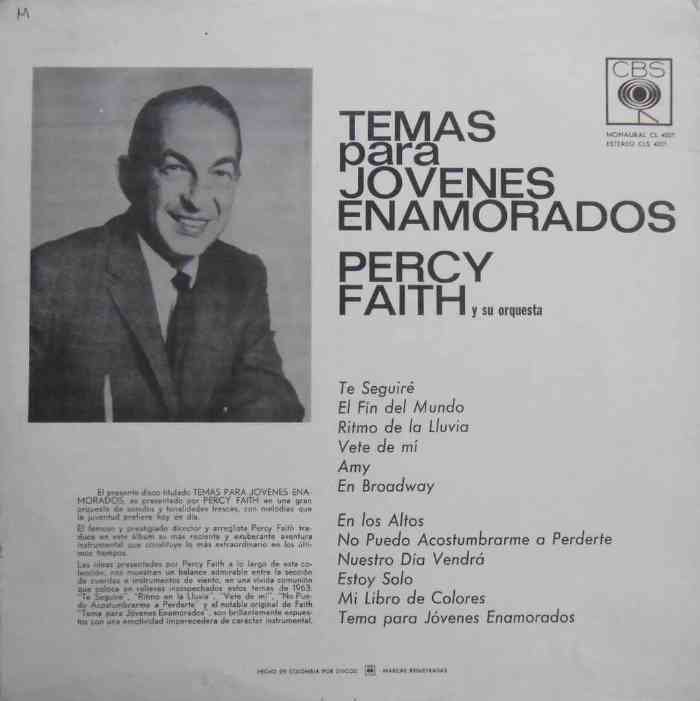 M
CBS
MONAURAL CL 4007
ESTEREO CLS 4007
TEMAS
para
JOVENES
ENAMORADOS
PERCY
FAITH y su orquesta
Te Seguiré
El Fin del Mundo
Ritmo de la Lluvia
Vete de mí
Amy
En Broadway
En los Altos
No Puedo Acostumbrarme a Perderte
Nuestro Día Vendrá
Estoy Solo
Mi Libro de Colores
Tema para Jóvenes Enamorados
El presente disco titulado TEMAS PARA JOVENES ENA-
MORADOS, es presentado por PERCY FAITH en una gran
orquesta de sonidos y tonalidades frescas, con melodías que
la juventud prefiere hoy en día.
El famoso y prestigiado director y arreglista Percy Faith tra-
duce en este álbum su más reciente y exuberante aventura
instrumental que constituye lo más extraordinario en los últi-
mos tiempos.
Las ideas presentadas por Percy Faith a lo largo de esta co-
lección, nos muestran un balance admirable entre la sección
de cuerdas e instrumentos de viento, en una vívida comunión
que coloca en relieves insospechados estos temas de 1963:
"Te Seguiré", "Ritmo en la Lluvia", "Vete de mí", "No Pue-
do Acostumbrarme a Perderte" y el notable original de Faith
"Tema para Jóvenes Enamorados", son brillantemente expues-
tos con una emotividad imperecedera de carácter instrumental.
HECHO EN COLOMBIA POR DISCOS CBS MARCAS REGISTRADAS